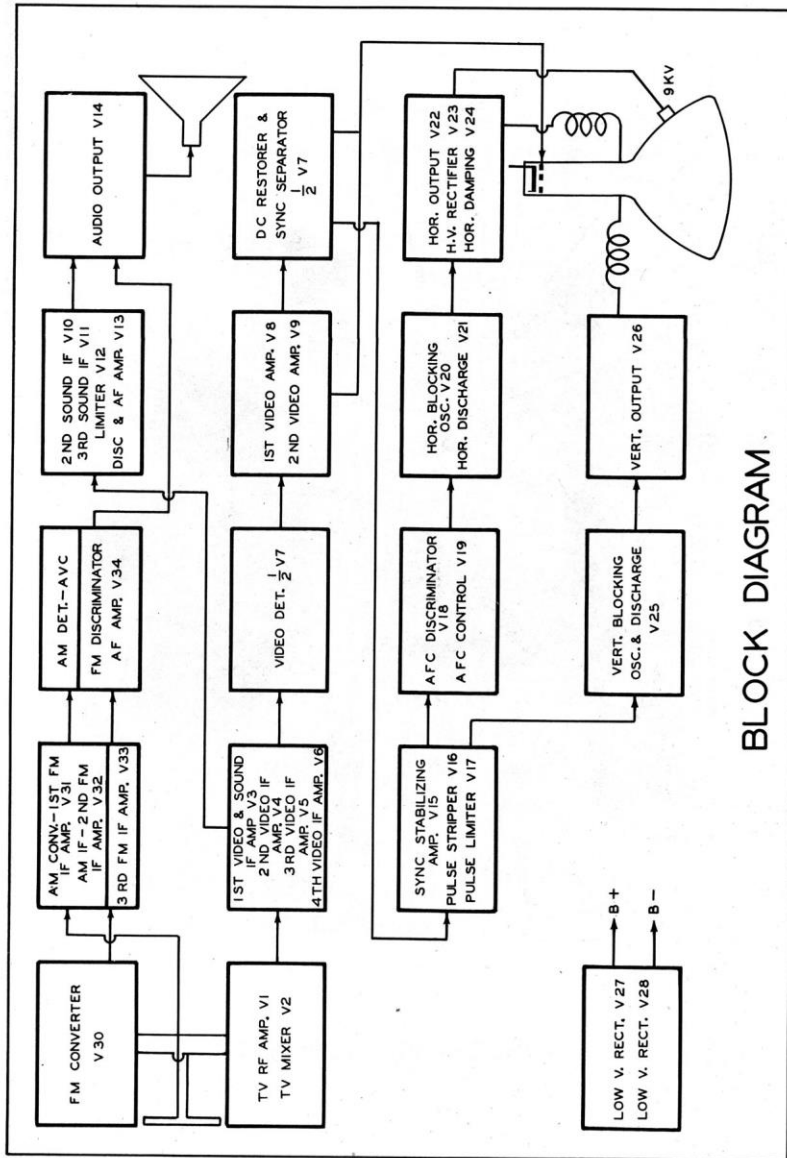 FM CONVERTER
V30
AM CONV.-1ST FM
IF AMP. V31
AM IF-2ND FM
IF AMP. V32
3RD FM IF AMP. V33
AM DET.-AVC
FM DISCRIMINATOR
AF AMP. V34
2ND SOUND IF V10
3RD SOUND IF V11
LIMITER V12
DISC & AF AMP. V13
AUDIO OUTPUT V14
TV RF AMP. V1
TV MIXER V2
1ST VIDEO & SOUND
IF AMP V3
2ND VIDEO IF
AMP. V4
3RD VIDEO IF
AMP. V5
4TH VIDEO IF AMP. V6
VIDEO DET. 1/2 V7
1ST VIDEO AMP. V8
2ND VIDEO AMP. V9
DC RESTORER &
SYNC SEPARATOR
1/2 V7
SYNC STABILIZING
AMP. V15
PULSE STRIPPER V16
PULSE LIMITER V17
AFC DISCRIMINATOR
V18
AFC CONTROL V19
HOR. BLOCKING
OSC. V20
HOR. DISCHARGE V21
HOR. OUTPUT V22
H.V. RECTIFIER V23
HOR. DAMPING V24
9KV
LOW V. RECT. V27
LOW V. RECT. V28
B+
B-
VERT. BLOCKING
OSC. & DISCHARGE
V25
VERT. OUTPUT V26
BLOCK DIAGRAM